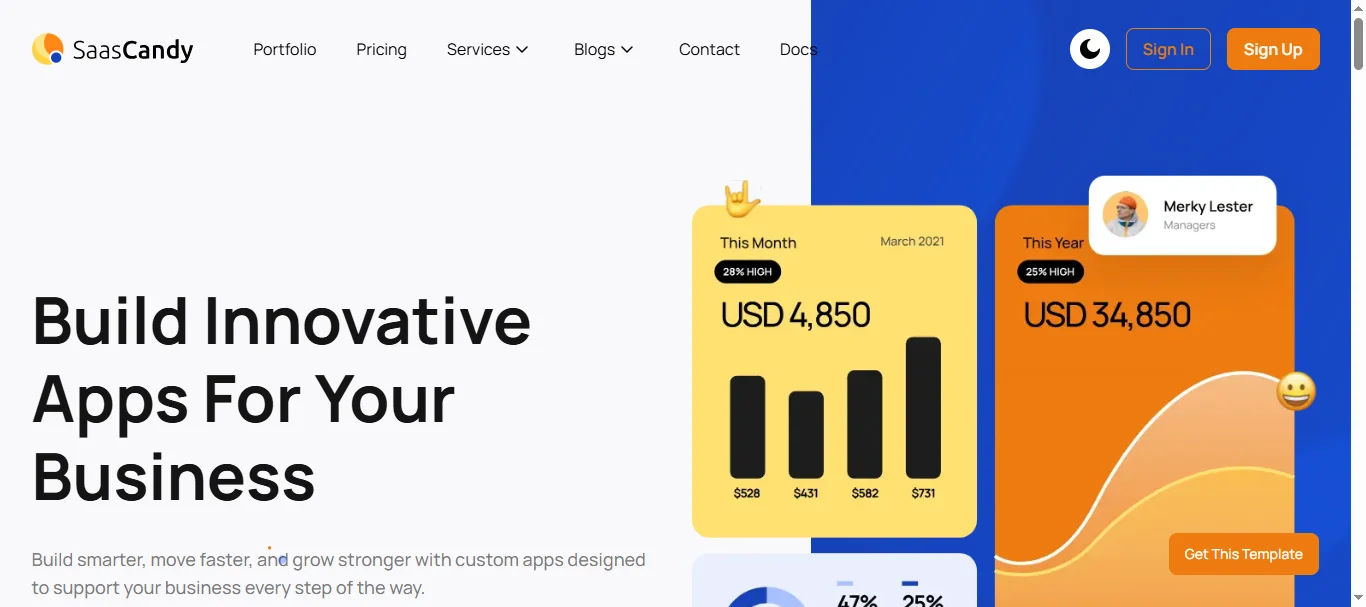 SaasCandy
Portfolio
Pricing
Services
Blogs
Contact
Docs
Sign In
Sign Up
Build Innovative
Apps For Your
Business
Build smarter, move faster, and grow stronger with custom apps designed
to support your business every step of the way.
This Month
March 2021
28% HIGH
USD 4,850
$528
$431
$582
$731
47%
25%
Merky Lester
Managers
This Year
25% HIGH
USD 34,850
Get This Template